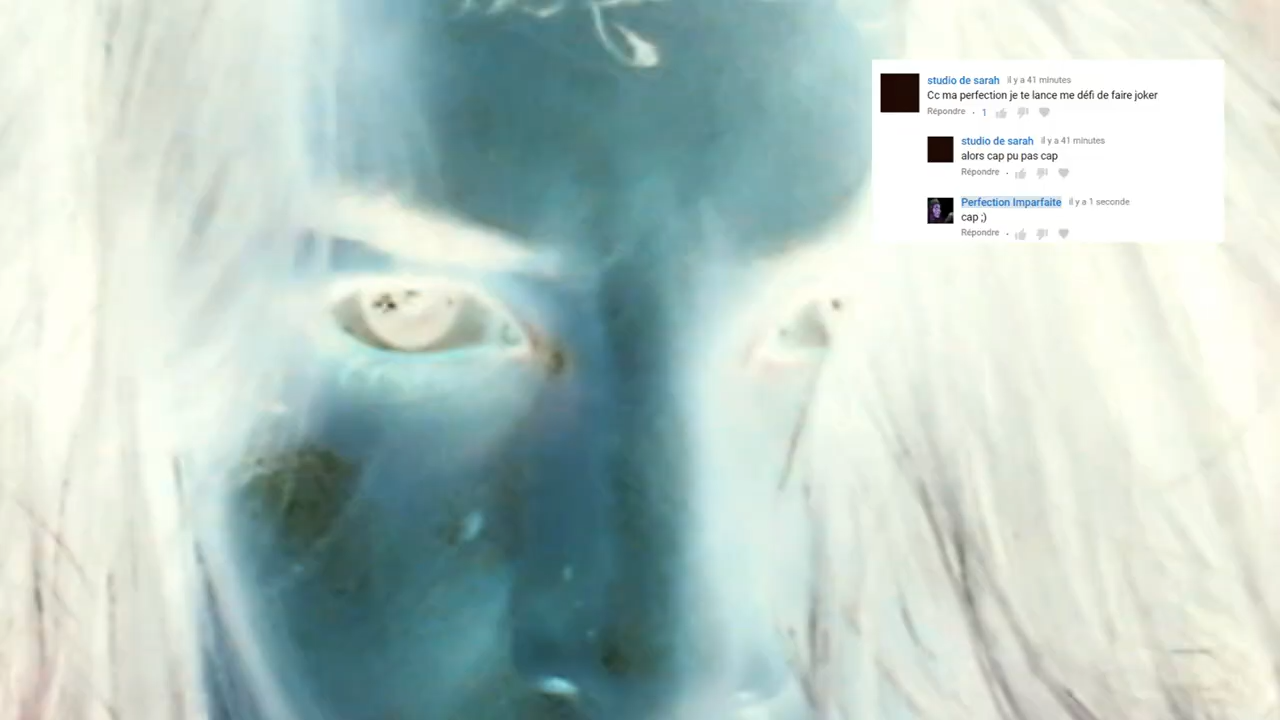 studio de sarah il y a 41 minutes
Cc ma perfection je te lance me défi de faire joker
Répondre · 1
studio de sarah il y a 41 minutes
alors cap pu pas cap
Répondre ·
Perfection Imparfaite il y a 1 seconde
cap ;)
Répondre ·